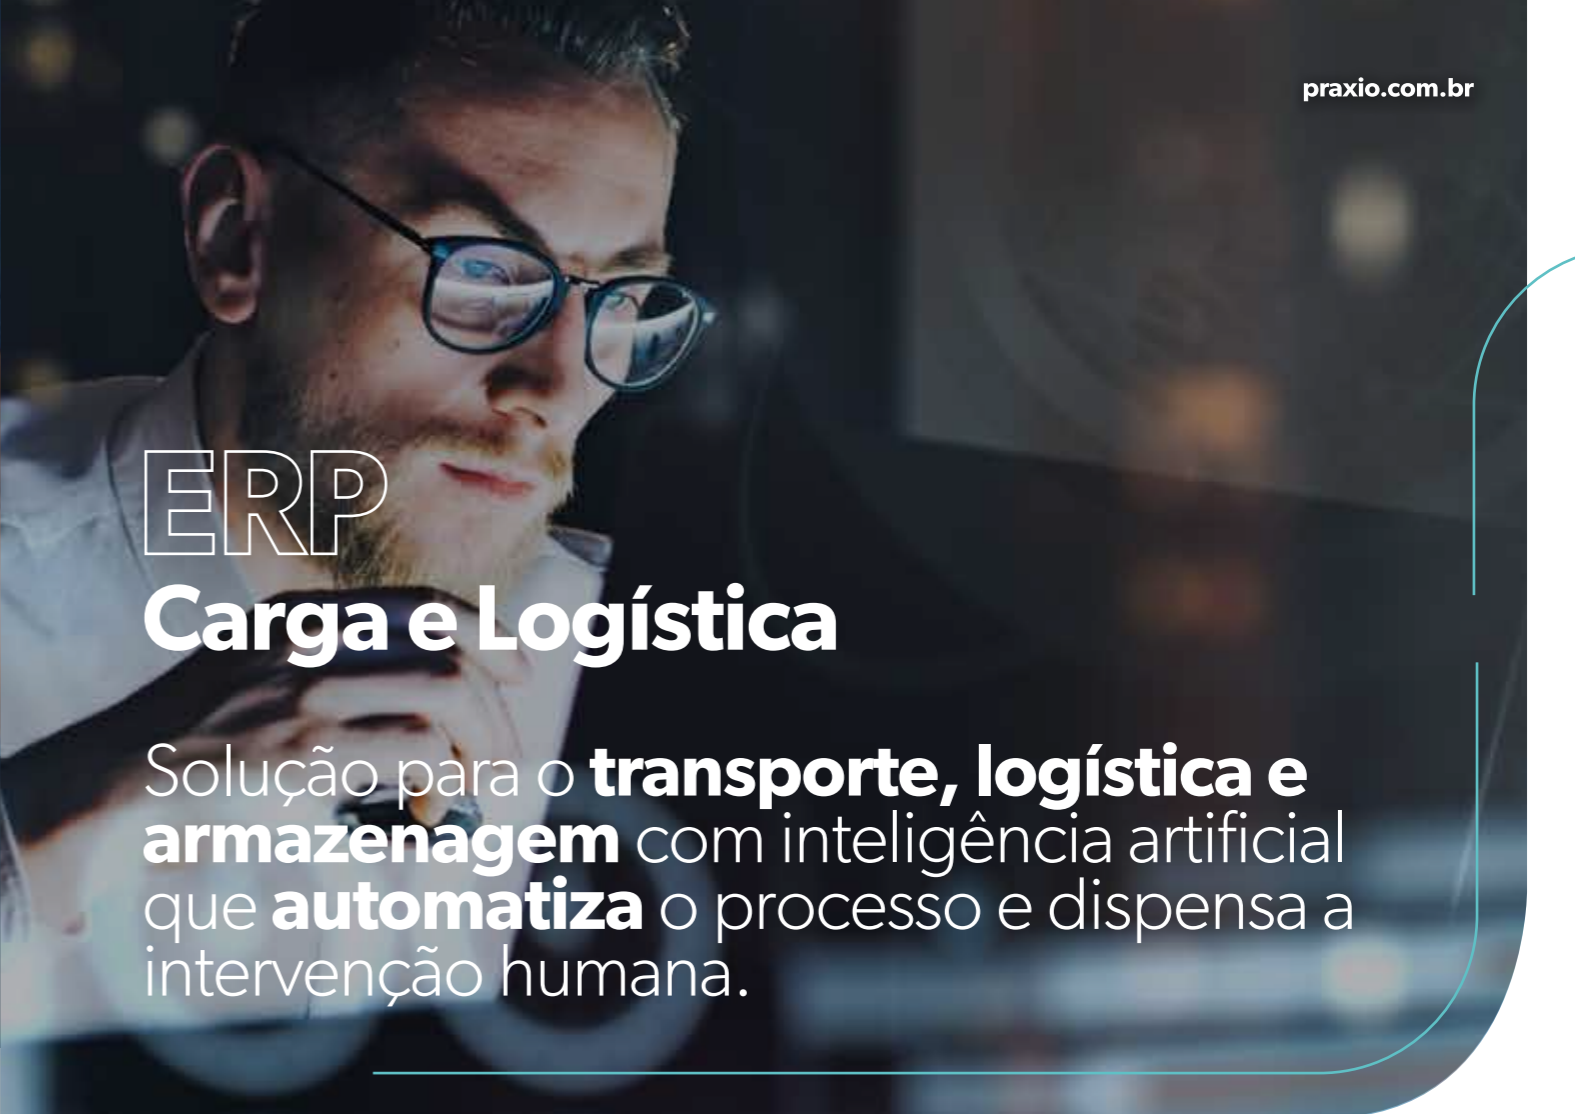 praxio.com.br
ERP
Carga e Logística
Solução para o transporte, logística e
armazenagem com inteligência artificial
que automatiza o processo e dispensa a
intervenção humana.